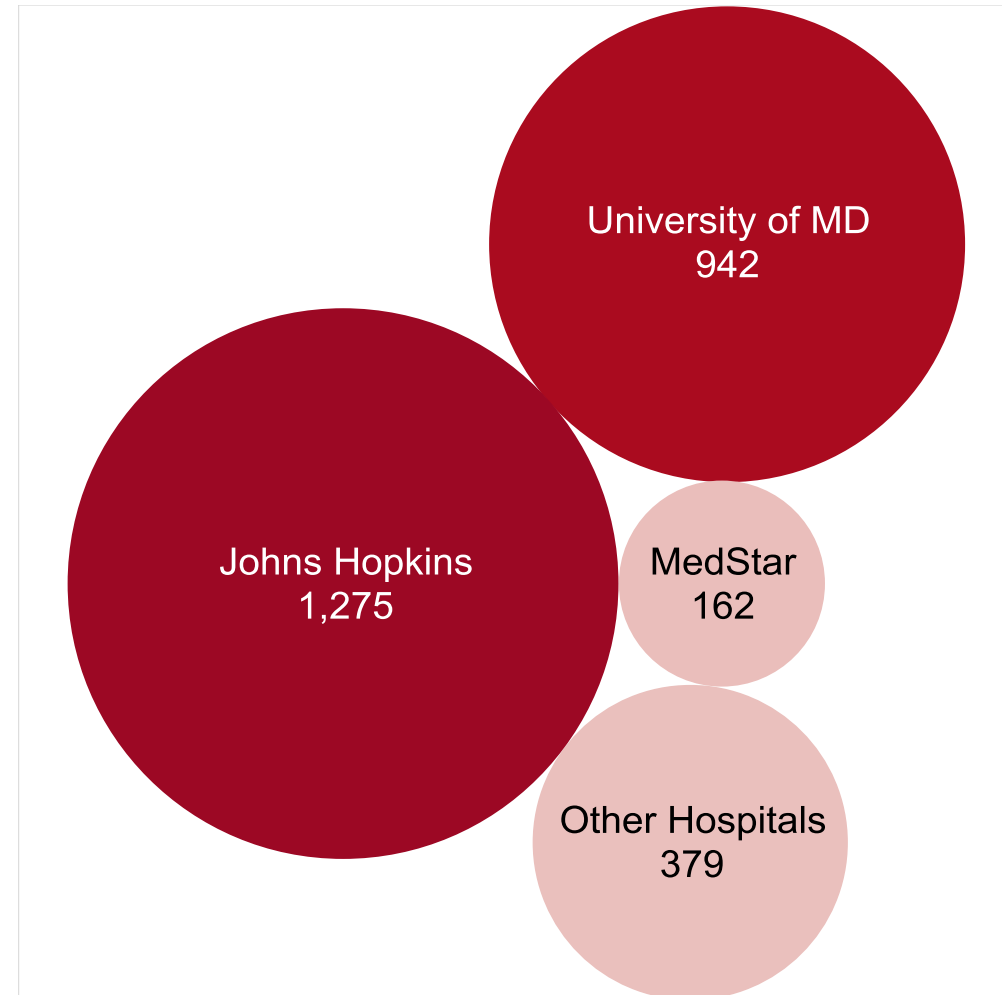 University of MD
942
Johns Hopkins
1,275
MedStar
162
Other Hospitals
379